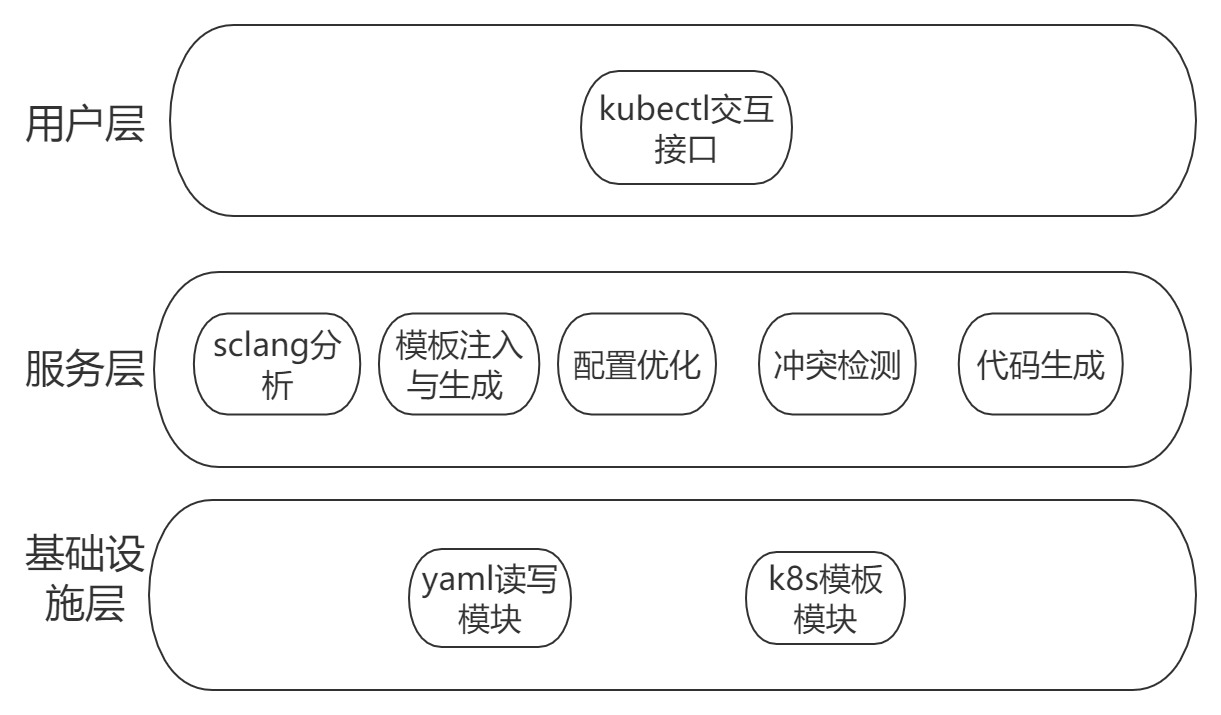 用户层
kubectl交互
接口
服务层
sclang分
析
模板注入
与生成
配置优化
冲突检测
代码生成
基础设
施层
yaml读写
模块
k8s模板
模块